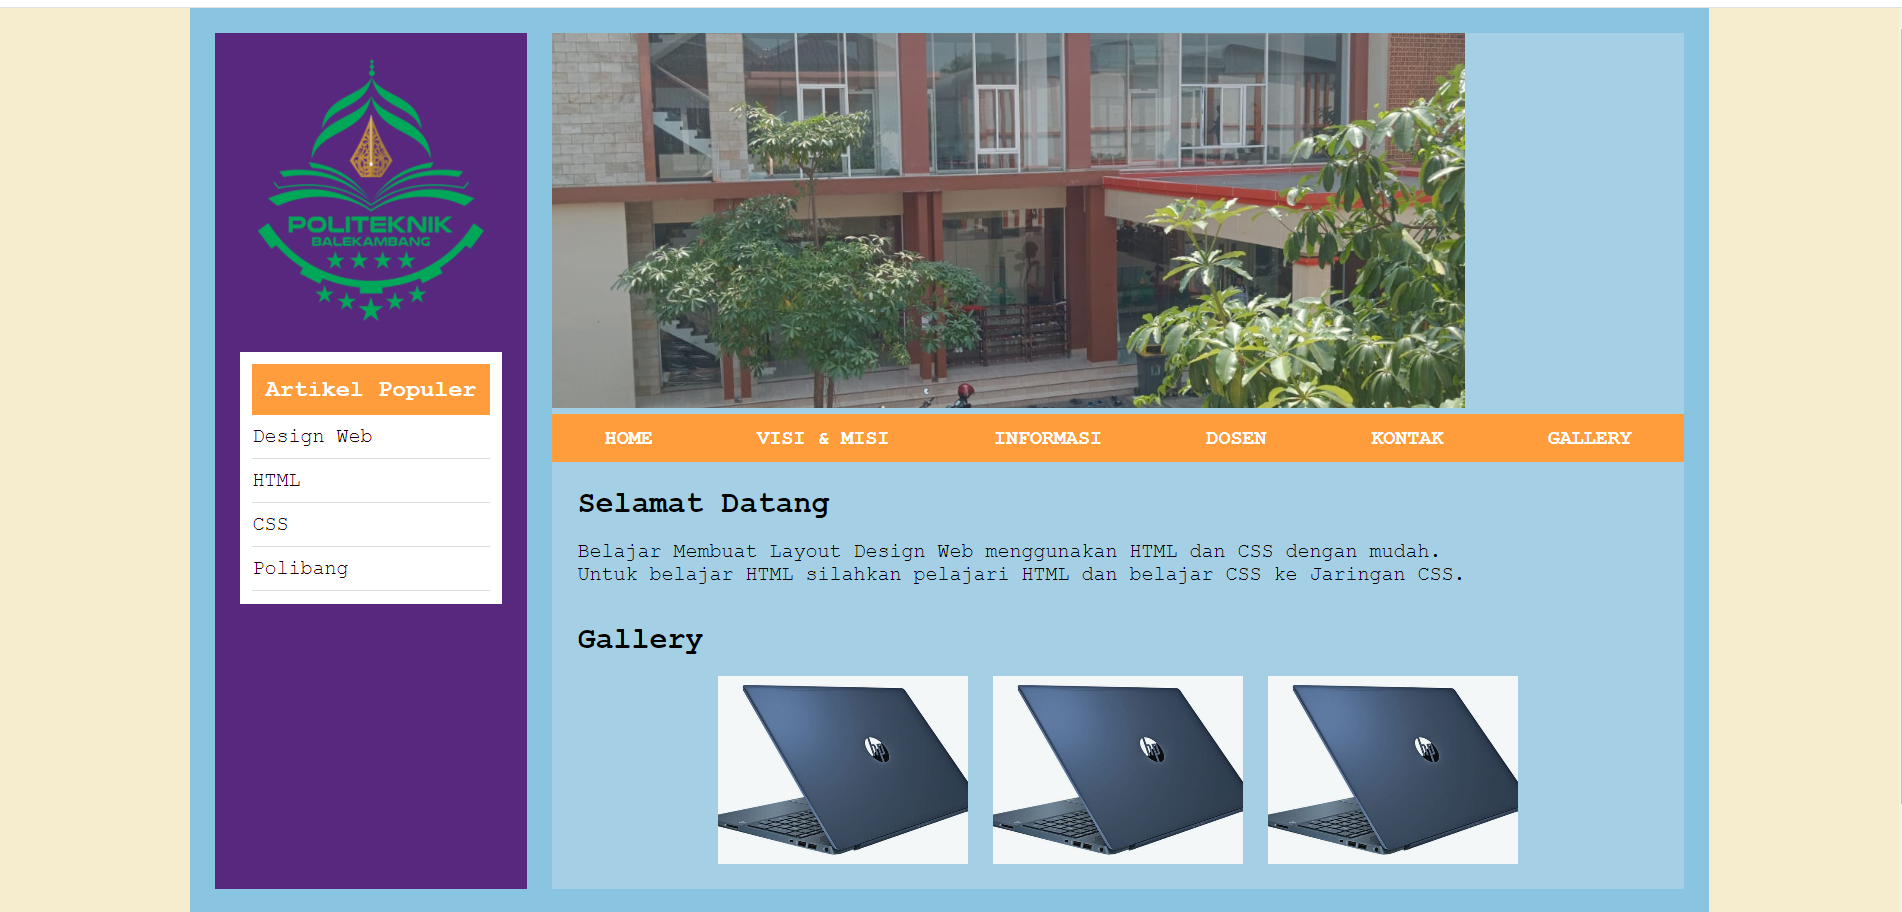 POLITEKNIK
BALEKAMBANG
Artikel Populer
Design Web
HTML
CSS
Polibang
HOME VISI & MISI INFORMASI DOSEN KONTAK GALLERY
Selamat Datang
Belajar Membuat Layout Design Web menggunakan HTML dan CSS dengan mudah.
Untuk belajar HTML silahkan pelajari HTML dan belajar CSS ke Jaringan CSS.
Gallery
hp
hp
hp